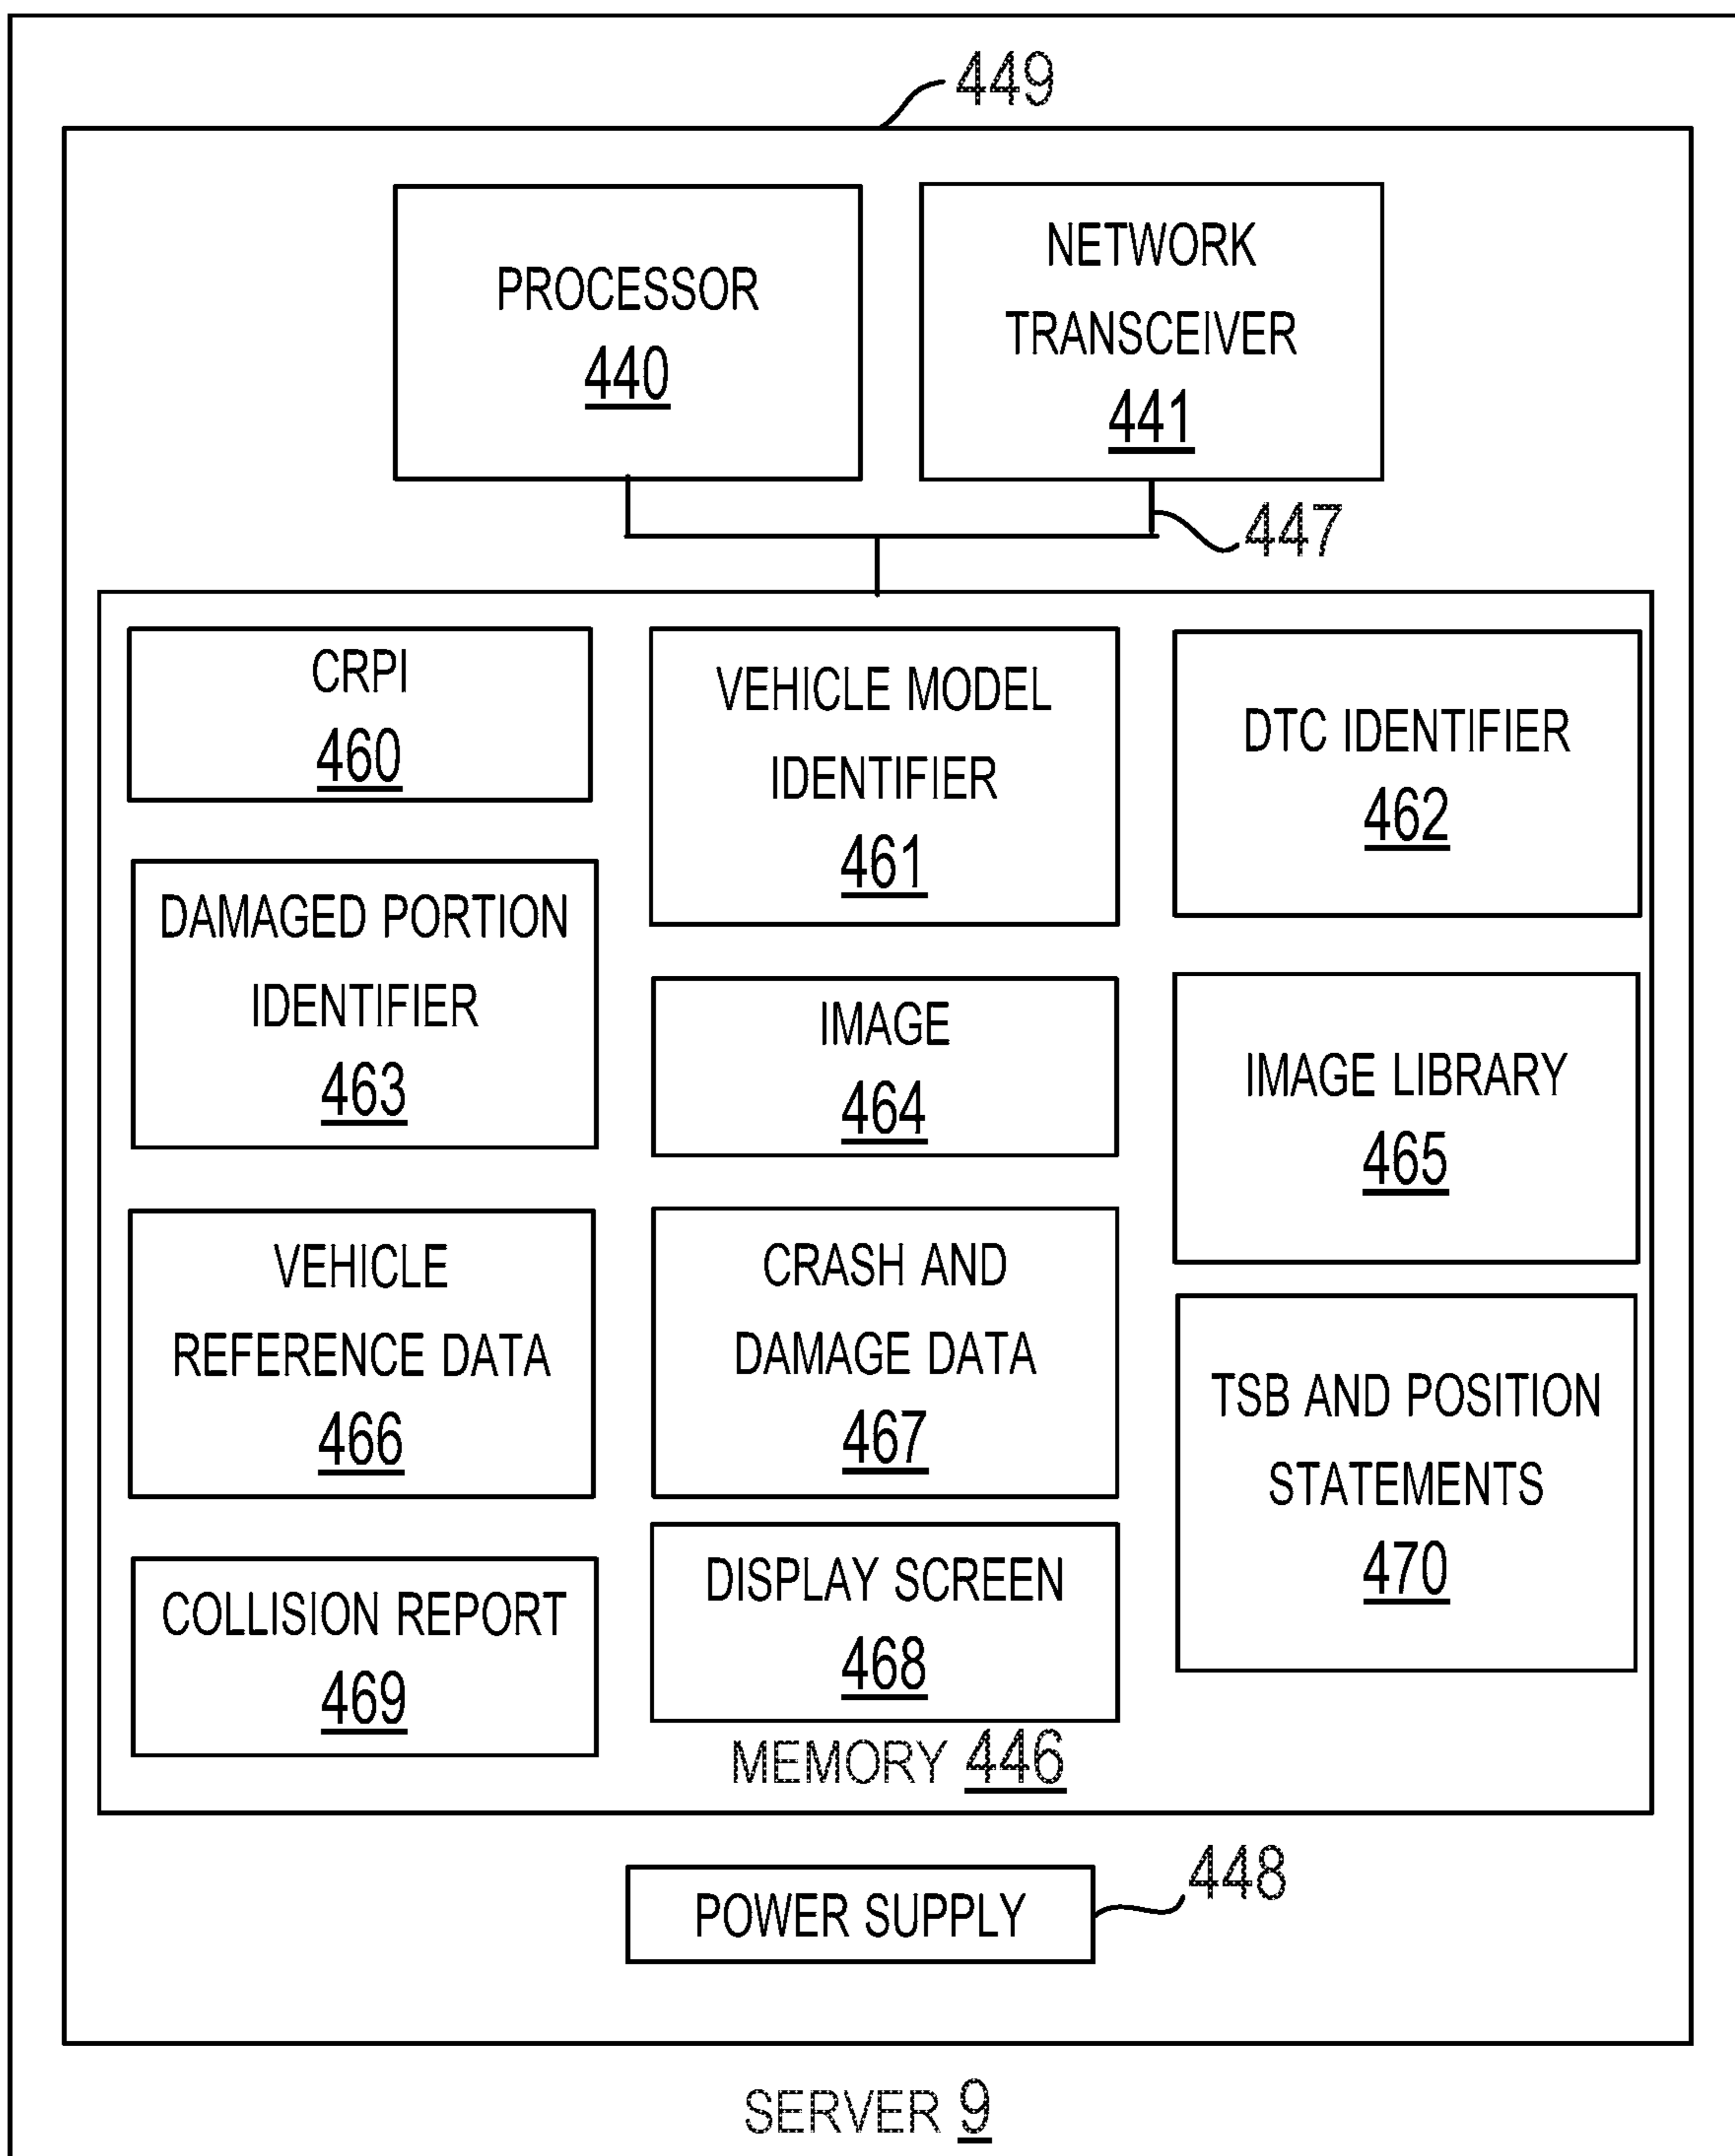 449
PROCESSOR
440
NETWORK
TRANSCEIVER
441
447
CRPI
460
VEHICLE MODEL
IDENTIFIER
461
DTC IDENTIFIER
462
DAMAGED PORTION
IDENTIFIER
463
IMAGE
464
IMAGE LIBRARY
465
VEHICLE
REFERENCE DATA
466
CRASH AND
DAMAGE DATA
467
TSB AND POSITION
STATEMENTS
470
COLLISION REPORT
469
DISPLAY SCREEN
468
MEMORY 446
POWER SUPPLY
448
SERVER 9